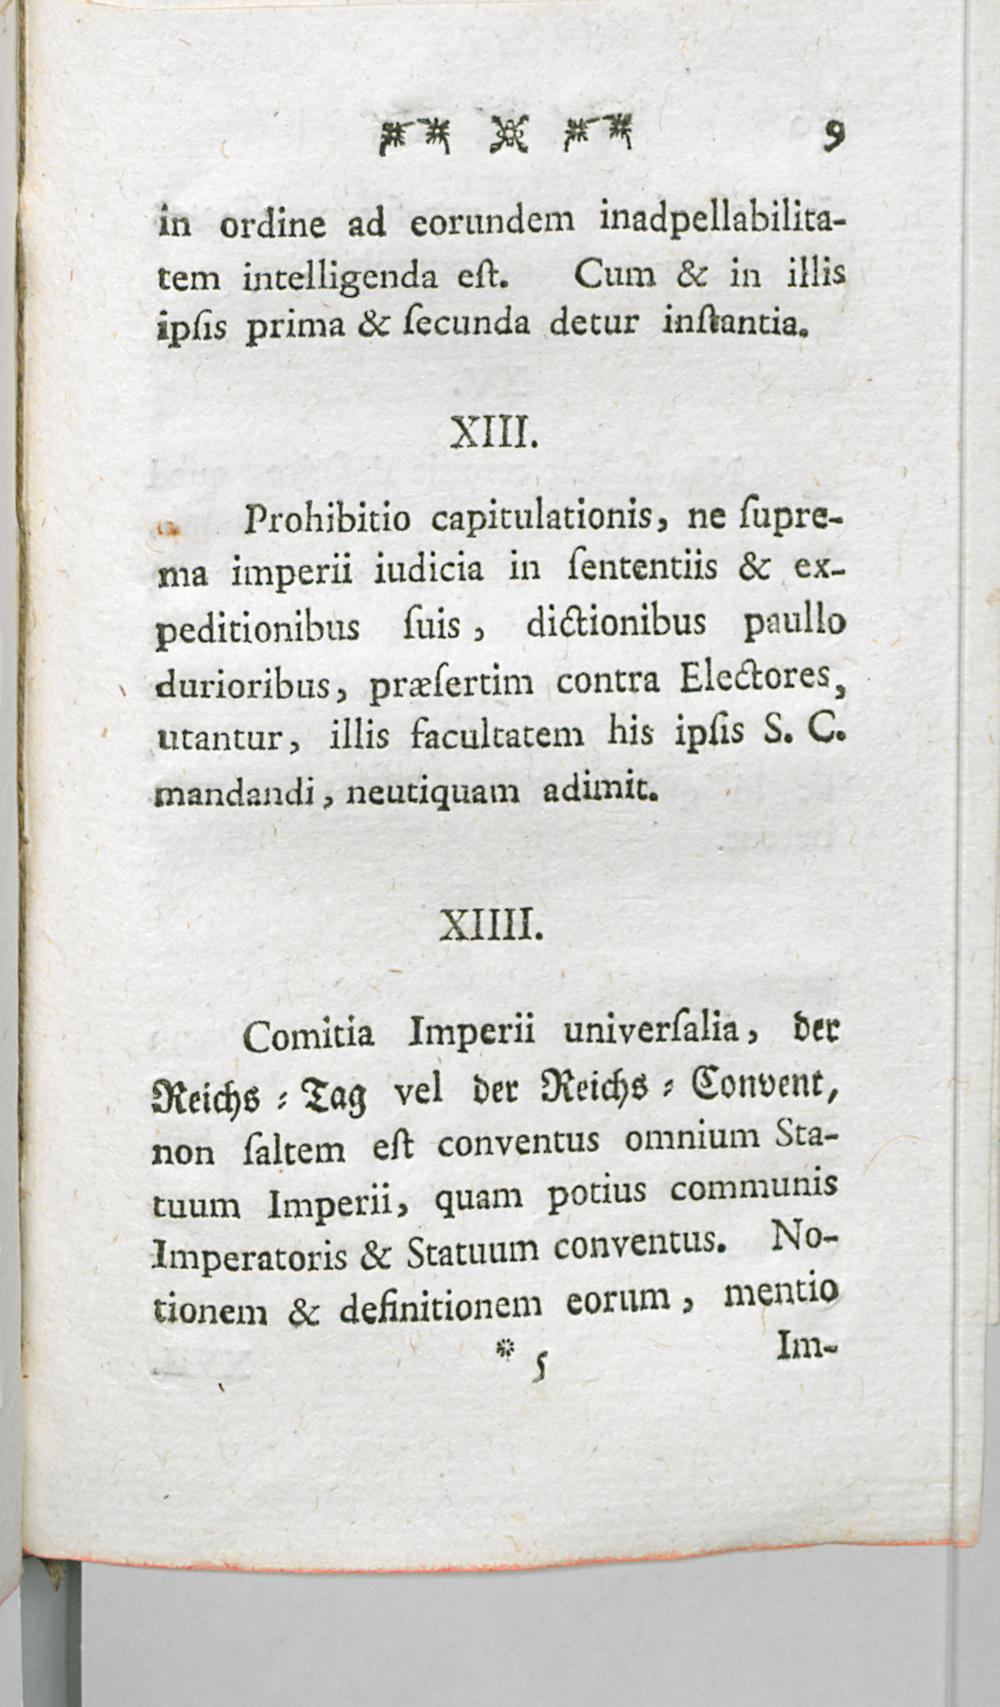 9
in ordine ad eorundem inadpellabilita-
tem intelligenda eſt. Cum & in illis
ipſis prima & ſecunda detur inſtantia.
XIII.
Prohibitio capitulationis, ne ſupre-
ma imperii iudicia in ſententiis & ex-
peditionibus ſuis, dictionibus paullo
durioribus, præſertim contra Electores,
utantur, illis facultatem his ipſis S. C.
mandandi, neutiquam adimit.
XIIII.
Comitia Imperii univerſalia, der
Reichs⸗Tag vel der Reichs⸗Convent,
non ſaltem eſt conventus omnium Sta-
tuum Imperii, quam potius communis
Imperatoris & Statuum conventus. No-
tionem & definitionem eorum, mentio
* 5 Im-